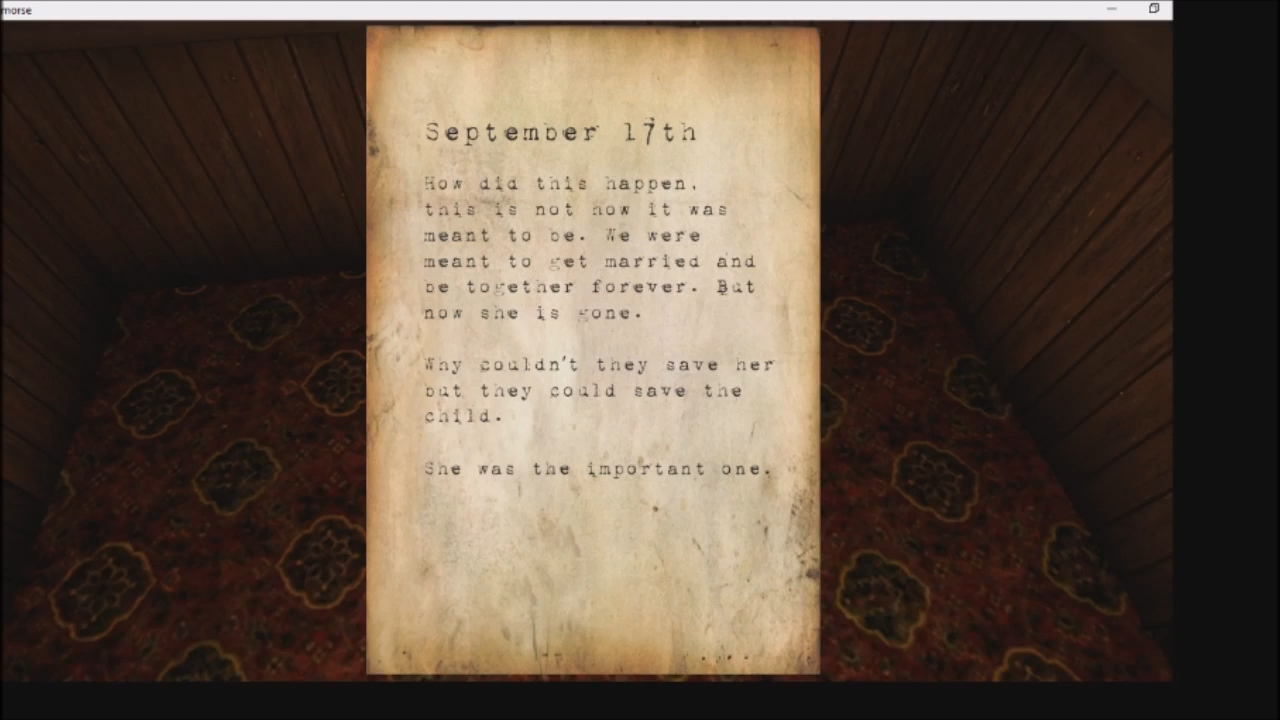 morse
September 17th
How did this happen.
this is not how it was
meant to be. We were
meant to get married and
be together forever. But
now she is gone.
Why couldn't they save her
but they could save the
child.
She was the important one.